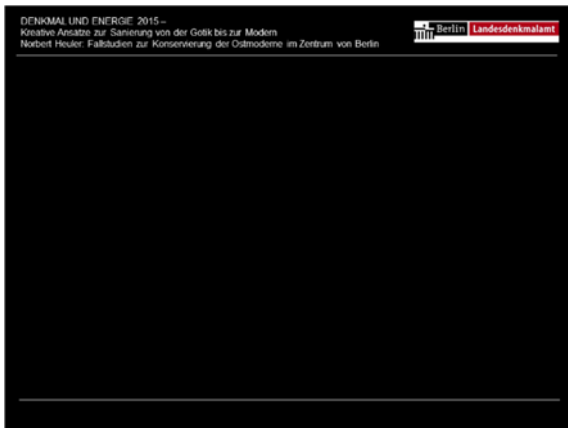 DENKMAL UND ENERGIE 2015 –
Kreative Ansätze zur Sanierung von der Gotik bis zur Modern
Norbert Heuler: Fallstudien zur Konservierung der Ostmoderne im Zentrum von Berlin
Berlin Landesdenkmalamt